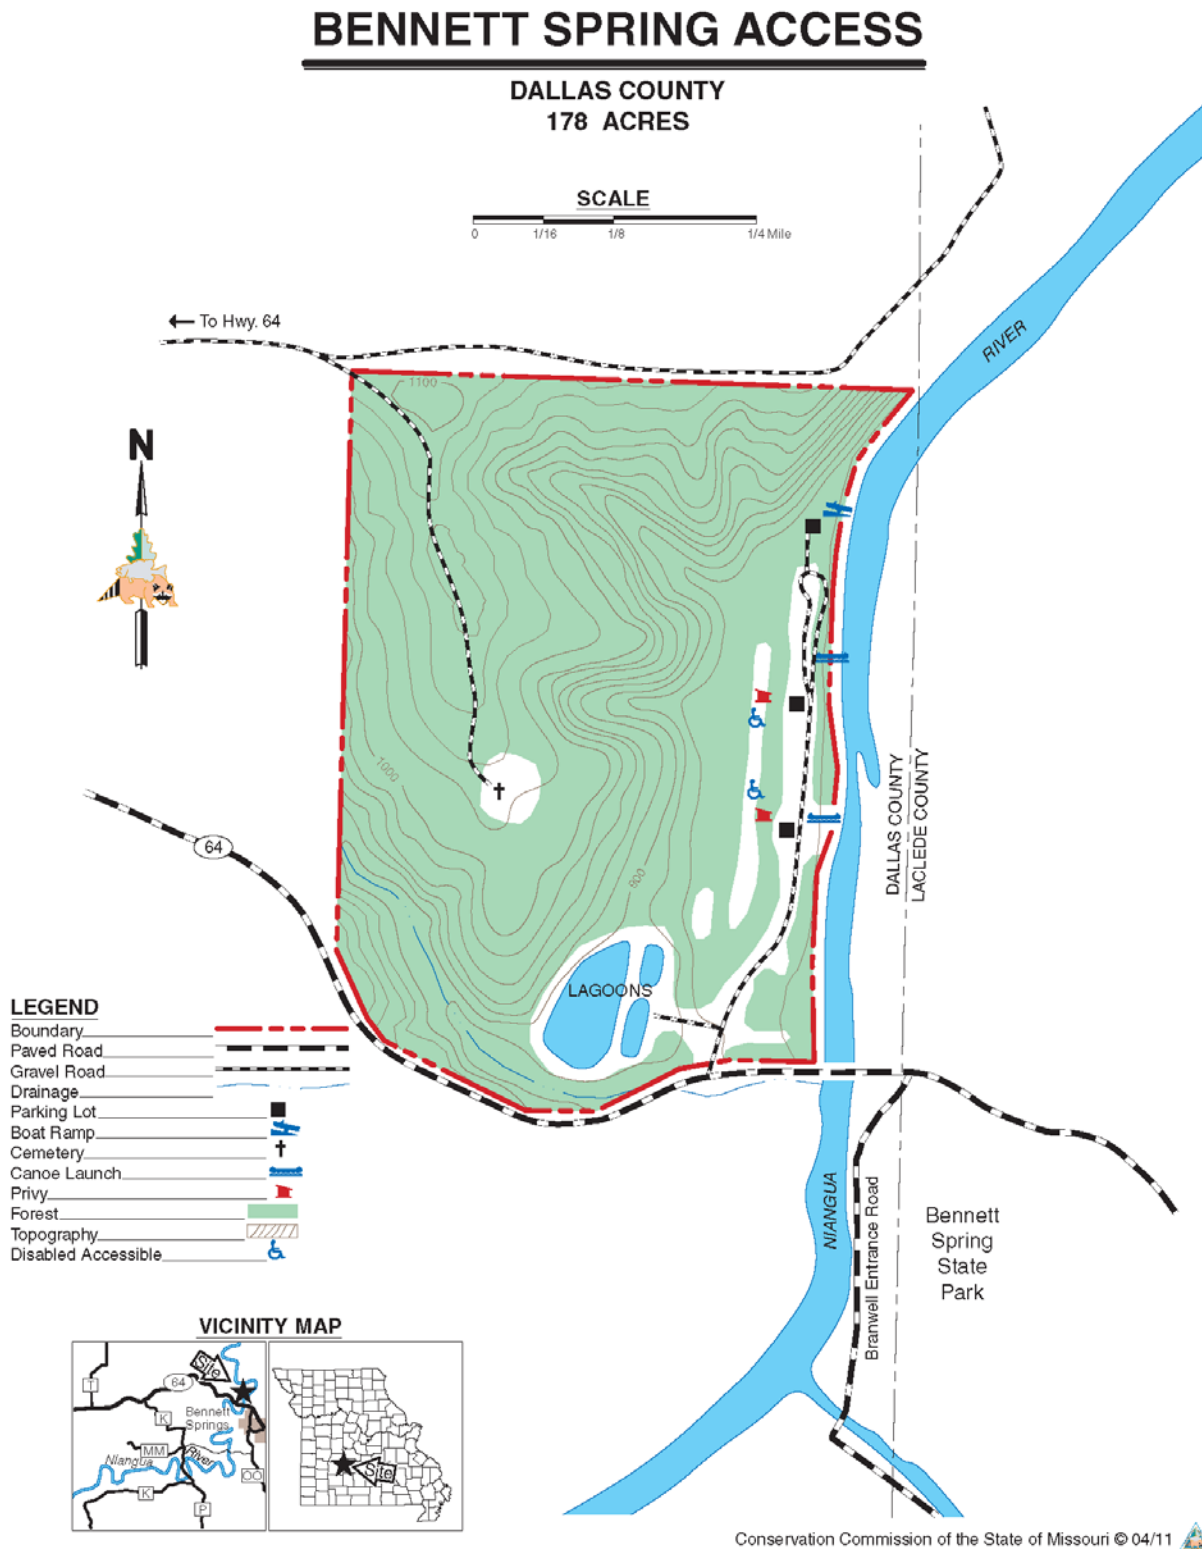 BENNETT SPRING ACCESS
DALLAS COUNTY
178 ACRES
SCALE
0 1/16 1/8 1/4 Mile
To Hwy. 64
RIVER
1100
N
1000
64
DALLAS COUNTY
LACLEDE COUNTY
800
LAGOONS
LEGEND
Boundary
Paved Road
Gravel Road
Drainage
Parking Lot
Boat Ramp
Cemetery
Canoe Launch
Privy
Forest
Topography
Disabled Accessible
NIANGUA
Branwell Entrance Road
Bennett
Spring
State
Park
VICINITY MAP
Site
64
T
Bennett
Springs
K
MM
Niangua
River
OO
K
P
Site
Conservation Commission of the State of Missouri © 04/11